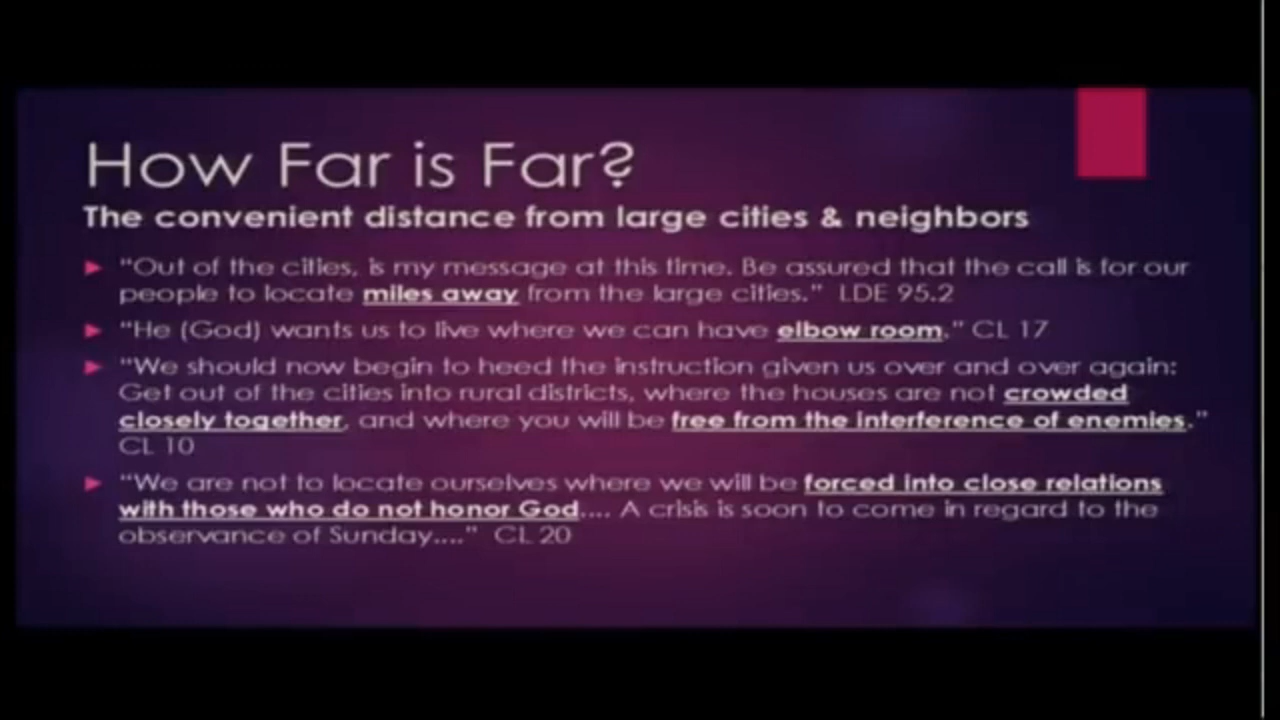 How Far is Far?
The convenient distance from large cities & neighbors
► "Out of the cities, is my message at this time. Be assured that the call is for our
people to locate miles away from the large cities." LDE 95.2
► "He (God) wants us to live where we can have elbow room." CL 17
► "We should now begin to heed the instruction given us over and over again:
Get out of the cities into rural districts, where the houses are not crowded
closely together, and where you will be free from the interference of enemies."
CL 10
► "We are not to locate ourselves where we will be forced into close relations
with those who do not honor God.... A crisis is soon to come in regard to the
observance of Sunday...." CL 20